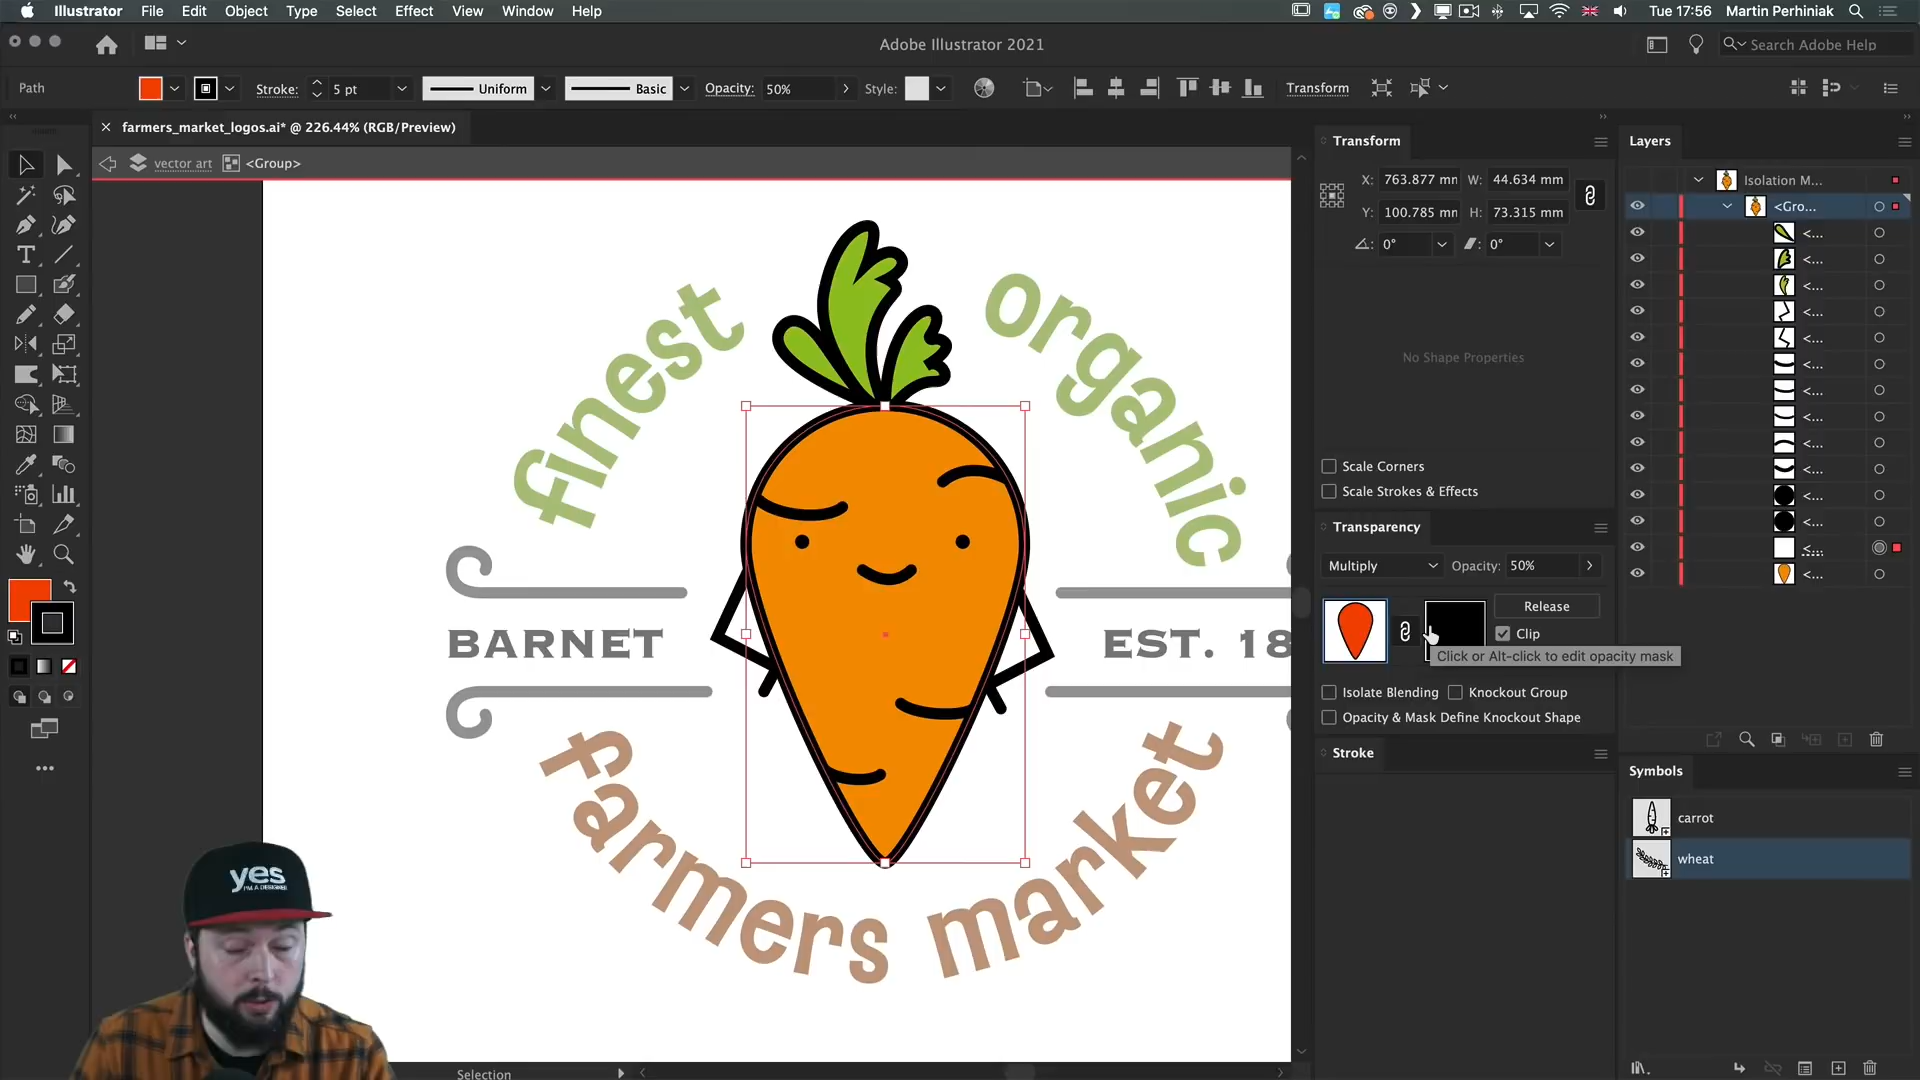 Illustrator File Edit Object Type Select Effect View Window Help
Tue 17:56 Martin Perhiniak
Adobe Illustrator 2021
Search Adobe Help
Path
Stroke: 5 pt
Uniform
Basic
Opacity: 50%
Style:
Transform
farmers_market_logos.ai* @ 226.44% (RGB/Preview)
vector art
<Group>
finest organic
BARNET
EST. 18
farmers market
yes
I'M A DESIGNER
Selection
Transform
X: 763.877 mm W: 44.634 mm
Y: 100.785 mm H: 73.315 mm
0° 0°
No Shape Properties
Scale Corners
Scale Strokes & Effects
Transparency
Multiply
Opacity: 50%
Release
Clip
Click or Alt-click to edit opacity mask
Isolate Blending Knockout Group
Opacity & Mask Define Knockout Shape
Stroke
Layers
Isolation M...
<Gro...
<...
<...
<...
<...
<...
<...
<...
<...
<...
<...
<...
<...
<...
<...
Symbols
carrot
wheat